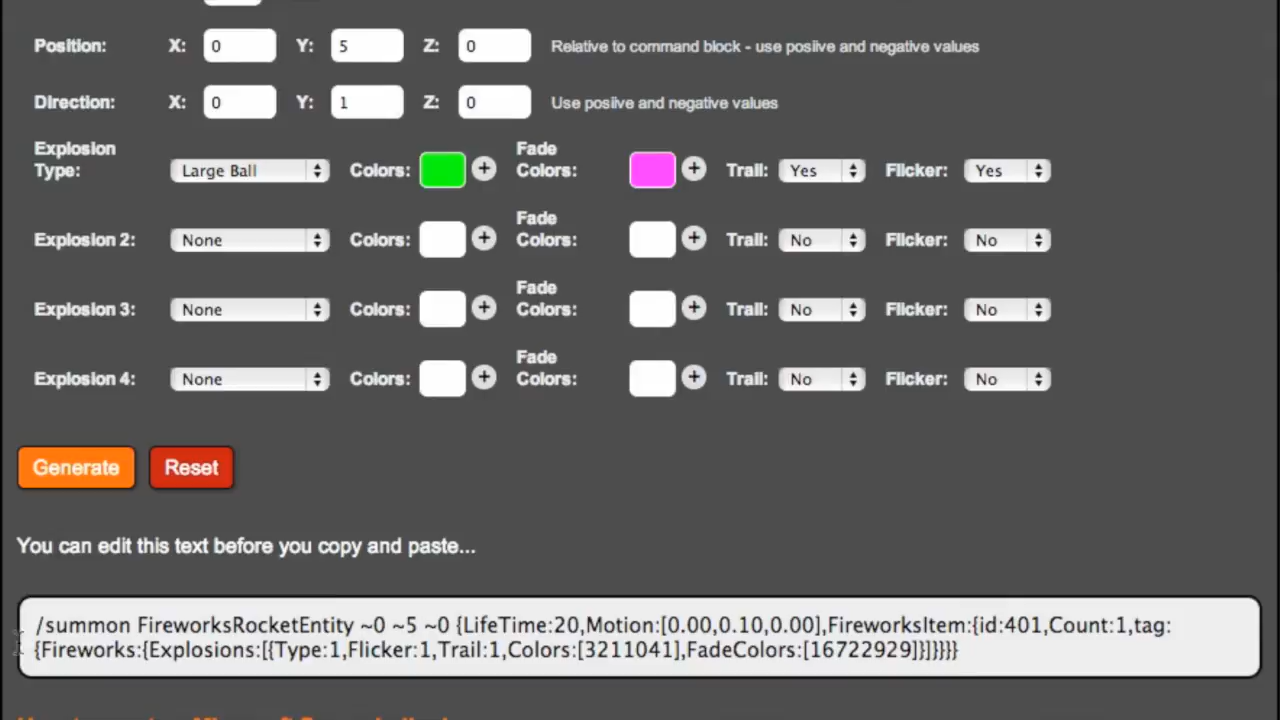 Position: X: 0 Y: 5 Z: 0 Relative to command block - use posiive and negative values
Direction: X: 0 Y: 1 Z: 0 Use posiive and negative values
Explosion Type: Large Ball Colors: + Fade Colors: + Trail: Yes Flicker: Yes
Explosion 2: None Colors: + Fade Colors: + Trail: No Flicker: No
Explosion 3: None Colors: + Fade Colors: + Trail: No Flicker: No
Explosion 4: None Colors: + Fade Colors: + Trail: No Flicker: No
Generate Reset
You can edit this text before you copy and paste...
/summon FireworksRocketEntity ~0 ~5 ~0 {LifeTime:20,Motion:[0.00,0.10,0.00],FireworksItem:{id:401,Count:1,tag:
{Fireworks:{Explosions:[{Type:1,Flicker:1,Trail:1,Colors:[3211041],FadeColors:[16722929]}]}}}}